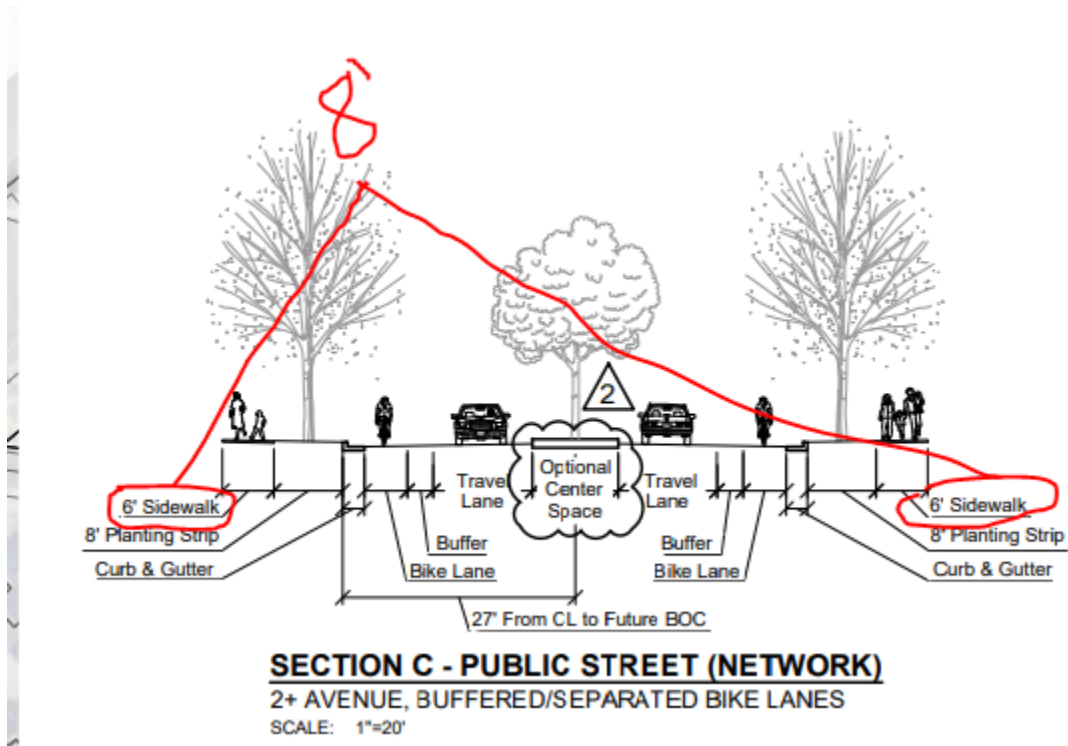 8'
2
Travel Lane
Optional Center Space
Travel Lane
6' Sidewalk
6' Sidewalk
8' Planting Strip
8' Planting Strip
Buffer
Buffer
Curb & Gutter
Bike Lane
Bike Lane
Curb & Gutter
27' From CL to Future BOC
SECTION C - PUBLIC STREET (NETWORK)
2+ AVENUE, BUFFERED/SEPARATED BIKE LANES
SCALE: 1"=20'